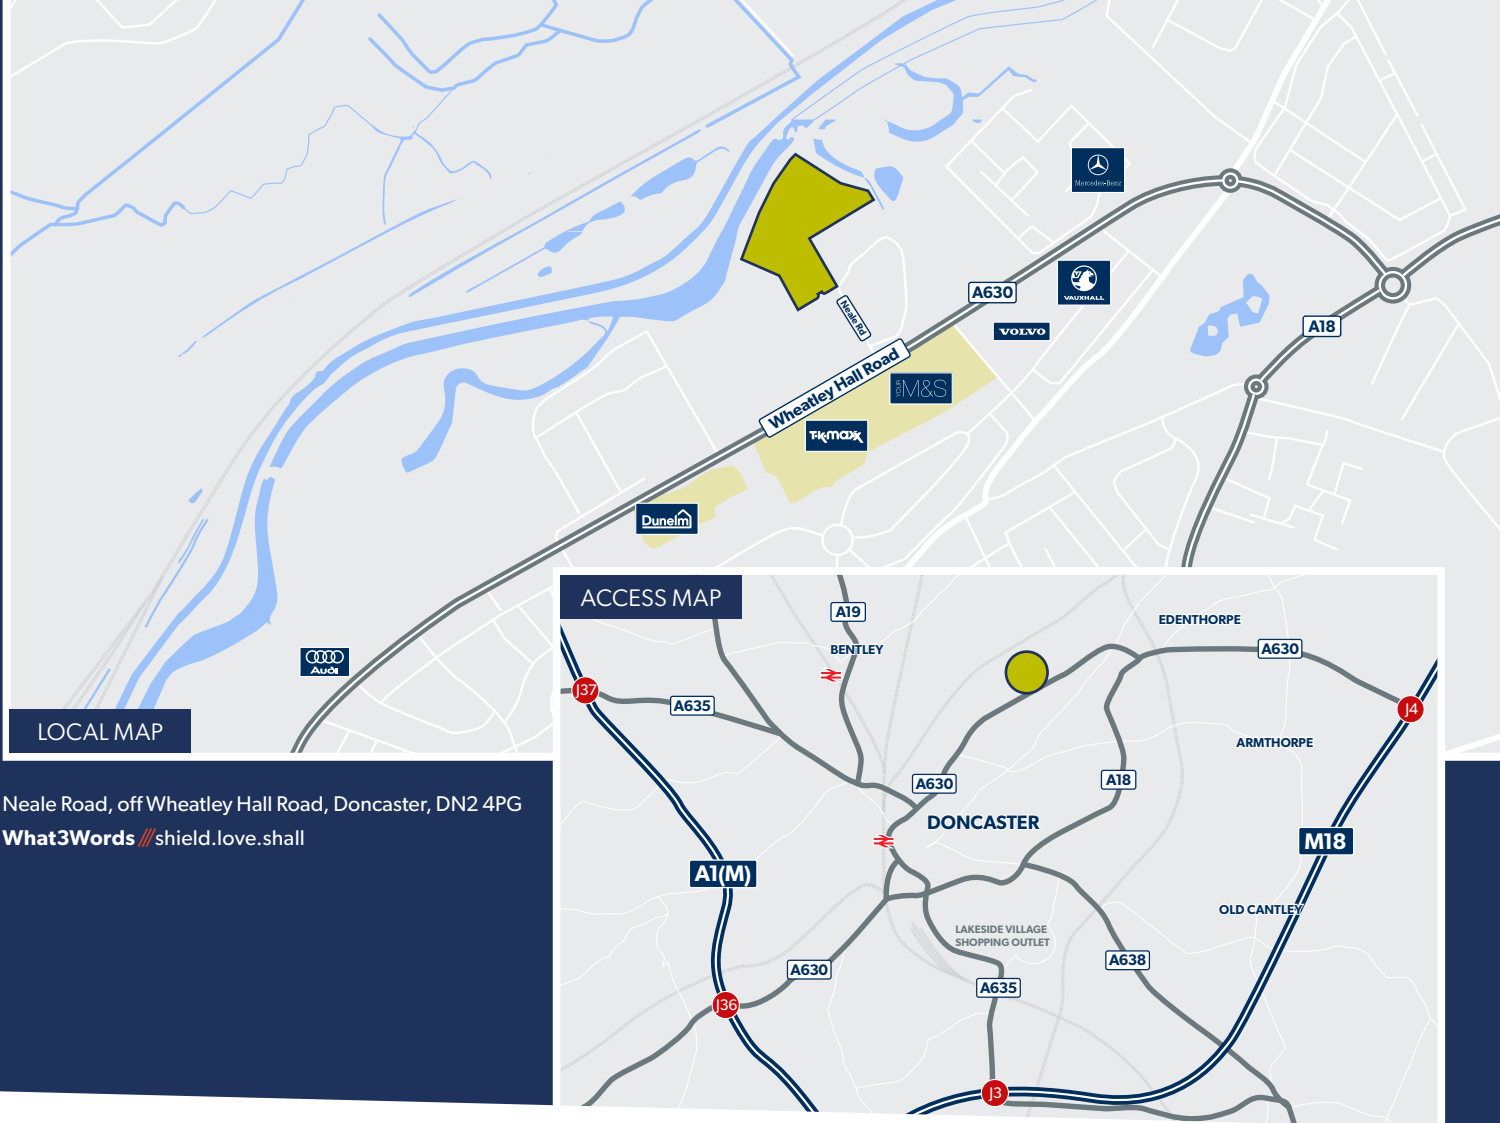 Mercedes-Benz
A630
VAUXHALL
VOLVO
A18
Neale Rd
Wheatley Hall Road
YOUR M&S
TK maxx
Dunelm
Audi
LOCAL MAP
Neale Road, off Wheatley Hall Road, Doncaster, DN2 4PG
What3Words ///shield.love.shall
ACCESS MAP
A19
BENTLEY
EDENTHORPE
A630
J37
A635
J4
ARMTHORPE
A630
A18
DONCASTER
M18
A1(M)
OLD CANTLEY
LAKESIDE VILLAGE
SHOPPING OUTLET
A630
A638
A635
J36
J3